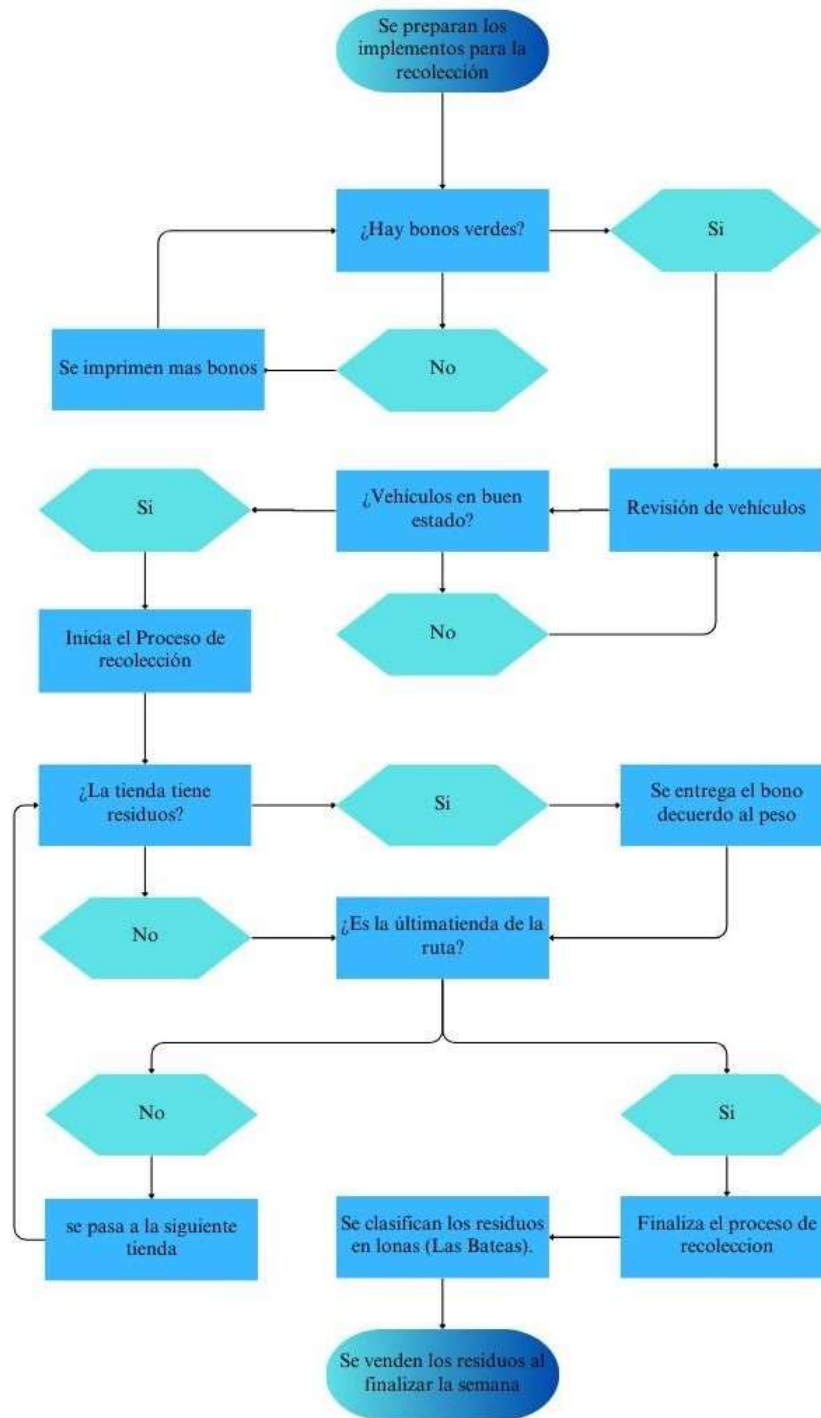 Se preparan los
implementos para la
recolección
¿Hay bonos verdes?
Si
Se imprimen mas bonos
No
Si
¿Vehículos en buen
estado?
Revisión de vehículos
No
Inicia el Proceso de
recolección
¿La tienda tiene
residuos?
Si
Se entrega el bono
decuerdo al peso
No
¿Es la últimatienda de la
ruta?
No
Si
se pasa a la siguiente
tienda
Se clasifican los residuos
en lonas (Las Bateas).
Finaliza el proceso de
recoleccion
Se venden los residuos al
finalizar la semana